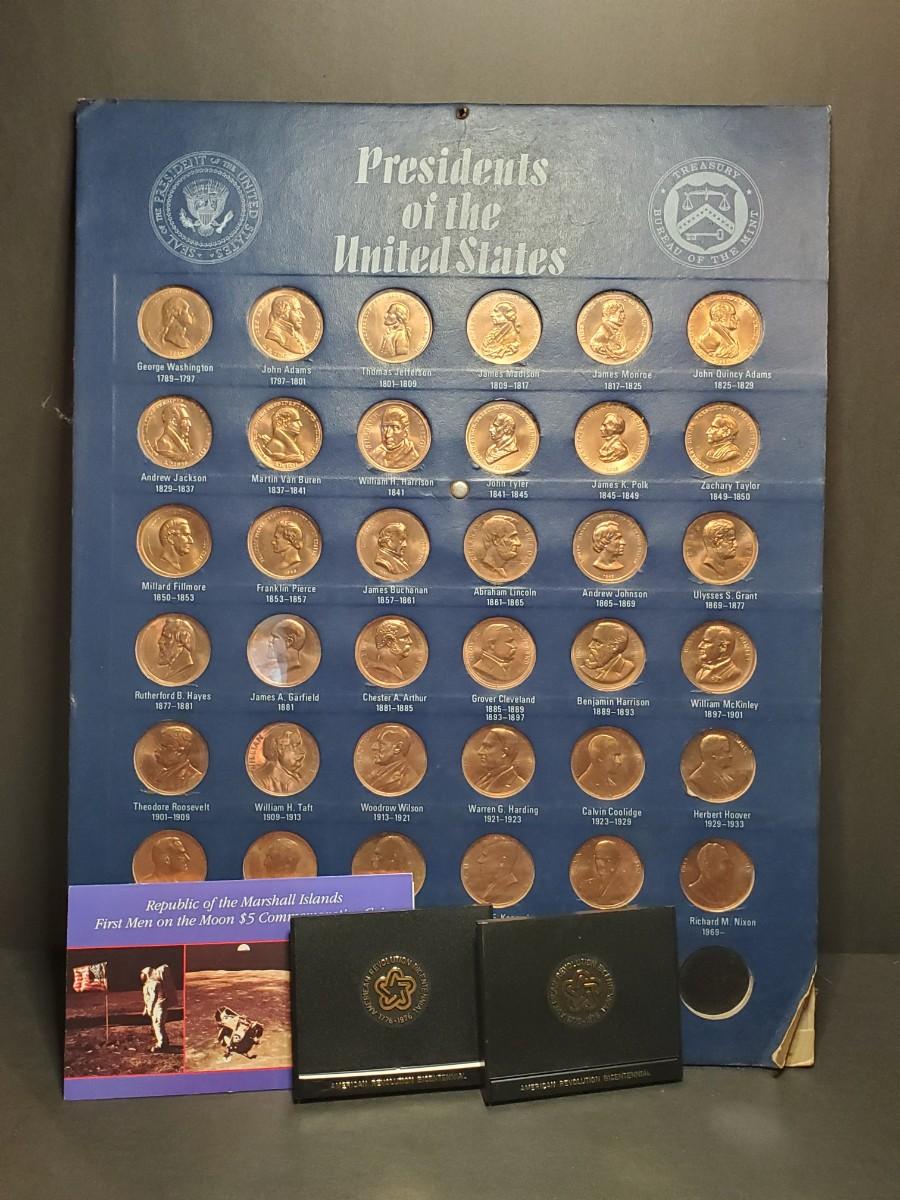 Presidents
of the
United States
SEAL OF THE PRESIDENT OF THE UNITED STATES
TREASURY
BUREAU OF THE MINT
George Washington
1789–1797
John Adams
1797–1801
Thomas Jefferson
1801–1809
James Madison
1809–1817
James Monroe
1817–1825
John Quincy Adams
1825–1829
Andrew Jackson
1829–1837
Martin Van Buren
1837–1841
William H. Harrison
1841
John Tyler
1841–1845
James K. Polk
1845–1849
Zachary Taylor
1849–1850
Millard Fillmore
1850–1853
Franklin Pierce
1853–1857
James Buchanan
1857–1861
Abraham Lincoln
1861–1865
Andrew Johnson
1865–1869
Ulysses S. Grant
1869–1877
Rutherford B. Hayes
1877–1881
James A. Garfield
1881
Chester A. Arthur
1881–1885
Grover Cleveland
1885–1889
1893–1897
Benjamin Harrison
1889–1893
William McKinley
1897–1901
Theodore Roosevelt
1901–1909
William H. Taft
1909–1913
Woodrow Wilson
1913–1921
Warren G. Harding
1921–1923
Calvin Coolidge
1923–1929
Herbert Hoover
1929–1933
Richard M. Nixon
1969–
Republic of the Marshall Islands
First Men on the Moon $5 Commemorative
AMERICAN REVOLUTION BICENTENNIAL
1776-1976
AMERICAN REVOLUTION BICENTENNIAL
AMERICAN REVOLUTION BICENTENNIAL